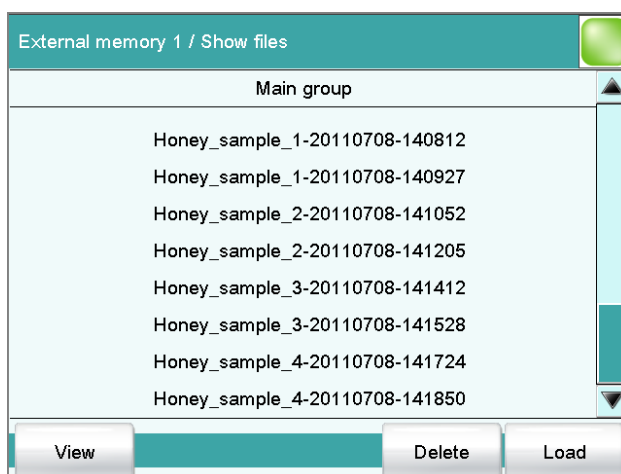 External memory 1 / Show files
Main group
Honey_sample_1-20110708-140812
Honey_sample_1-20110708-140927
Honey_sample_2-20110708-141052
Honey_sample_2-20110708-141205
Honey_sample_3-20110708-141412
Honey_sample_3-20110708-141528
Honey_sample_4-20110708-141724
Honey_sample_4-20110708-141850
View Delete Load